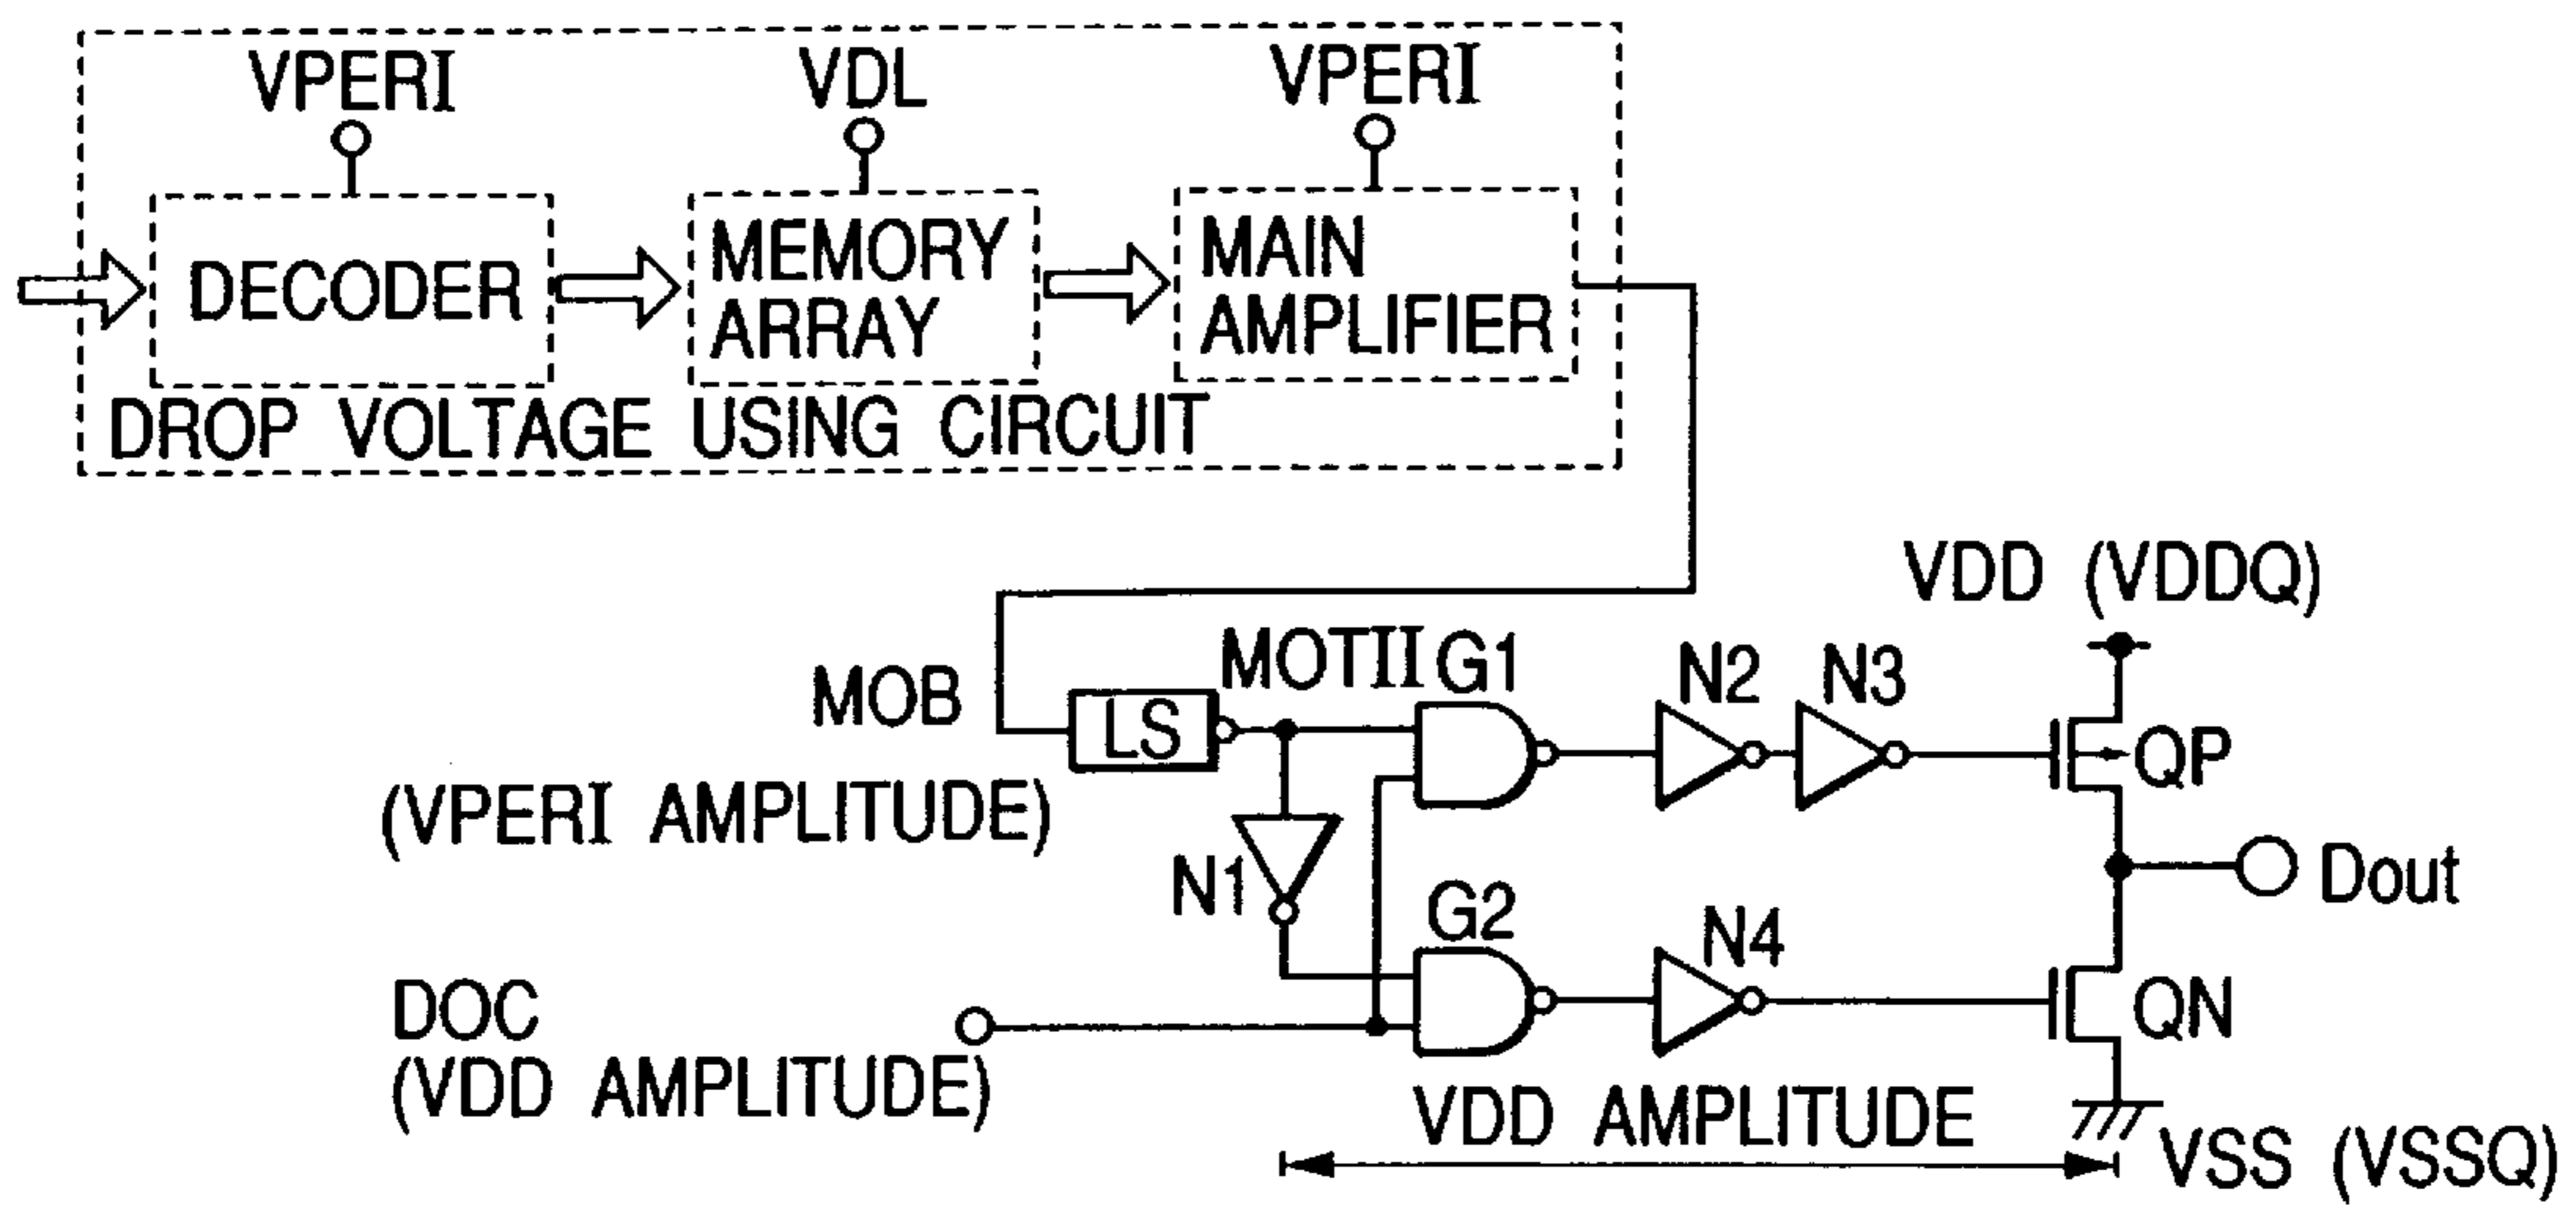 VPERI
VDL
VPERI
DECODER
MEMORY
ARRAY
MAIN
AMPLIFIER
DROP VOLTAGE USING CIRCUIT
VDD (VDDQ)
MOB
(VPERI AMPLITUDE)
LS
MOTII
G1
N2
N3
QP
N1
Dout
G2
N4
DOC
(VDD AMPLITUDE)
QN
VDD AMPLITUDE
VSS (VSSQ)